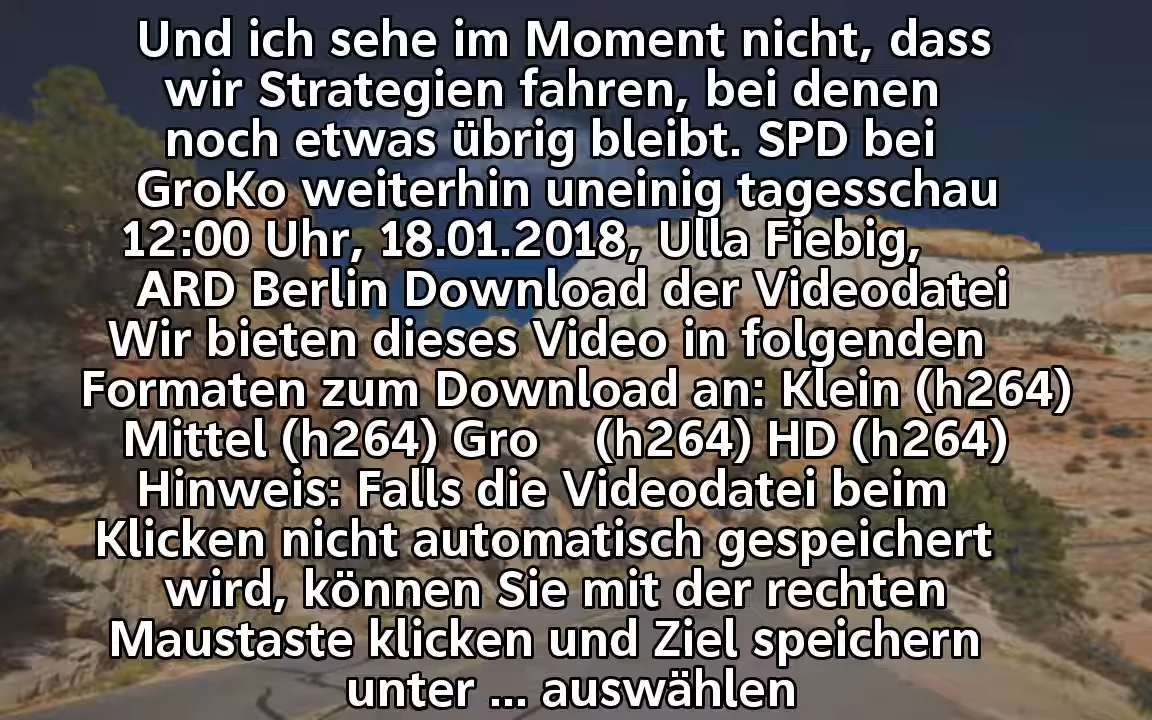 Und ich sehe im Moment nicht, dass
wir Strategien fahren, bei denen
noch etwas übrig bleibt. SPD bei
GroKo weiterhin uneinig tagesschau
12:00 Uhr, 18.01.2018, Ulla Fiebig,
ARD Berlin Download der Videodatei
Wir bieten dieses Video in folgenden
Formaten zum Download an: Klein (h264)
Mittel (h264) Gro (h264) HD (h264)
Hinweis: Falls die Videodatei beim
Klicken nicht automatisch gespeichert
wird, können Sie mit der rechten
Maustaste klicken und Ziel speichern
unter ... auswählen